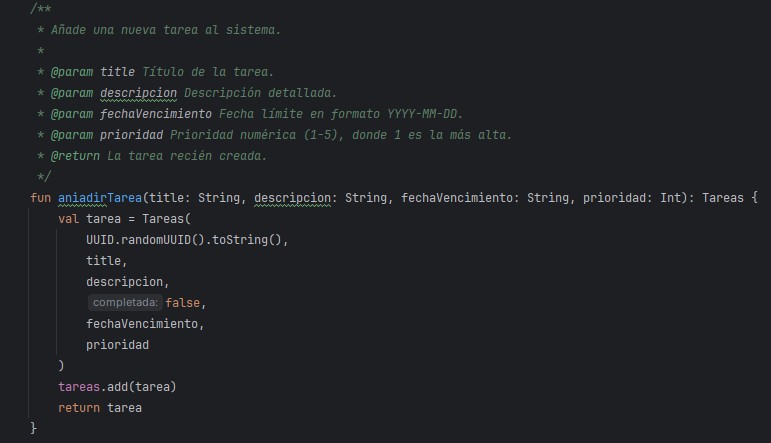 /**
 * Añade una nueva tarea al sistema.
 *
 * @param title Título de la tarea.
 * @param descripcion Descripción detallada.
 * @param fechaVencimiento Fecha límite en formato YYYY-MM-DD.
 * @param prioridad Prioridad numérica (1-5), donde 1 es la más alta.
 * @return La tarea recién creada.
 */
fun aniadirTarea(title: String, descripcion: String, fechaVencimiento: String, prioridad: Int): Tareas {
    val tarea = Tareas(
        UUID.randomUUID().toString(),
        title,
        descripcion,
        completada: false,
        fechaVencimiento,
        prioridad
    )
    tareas.add(tarea)
    return tarea
}